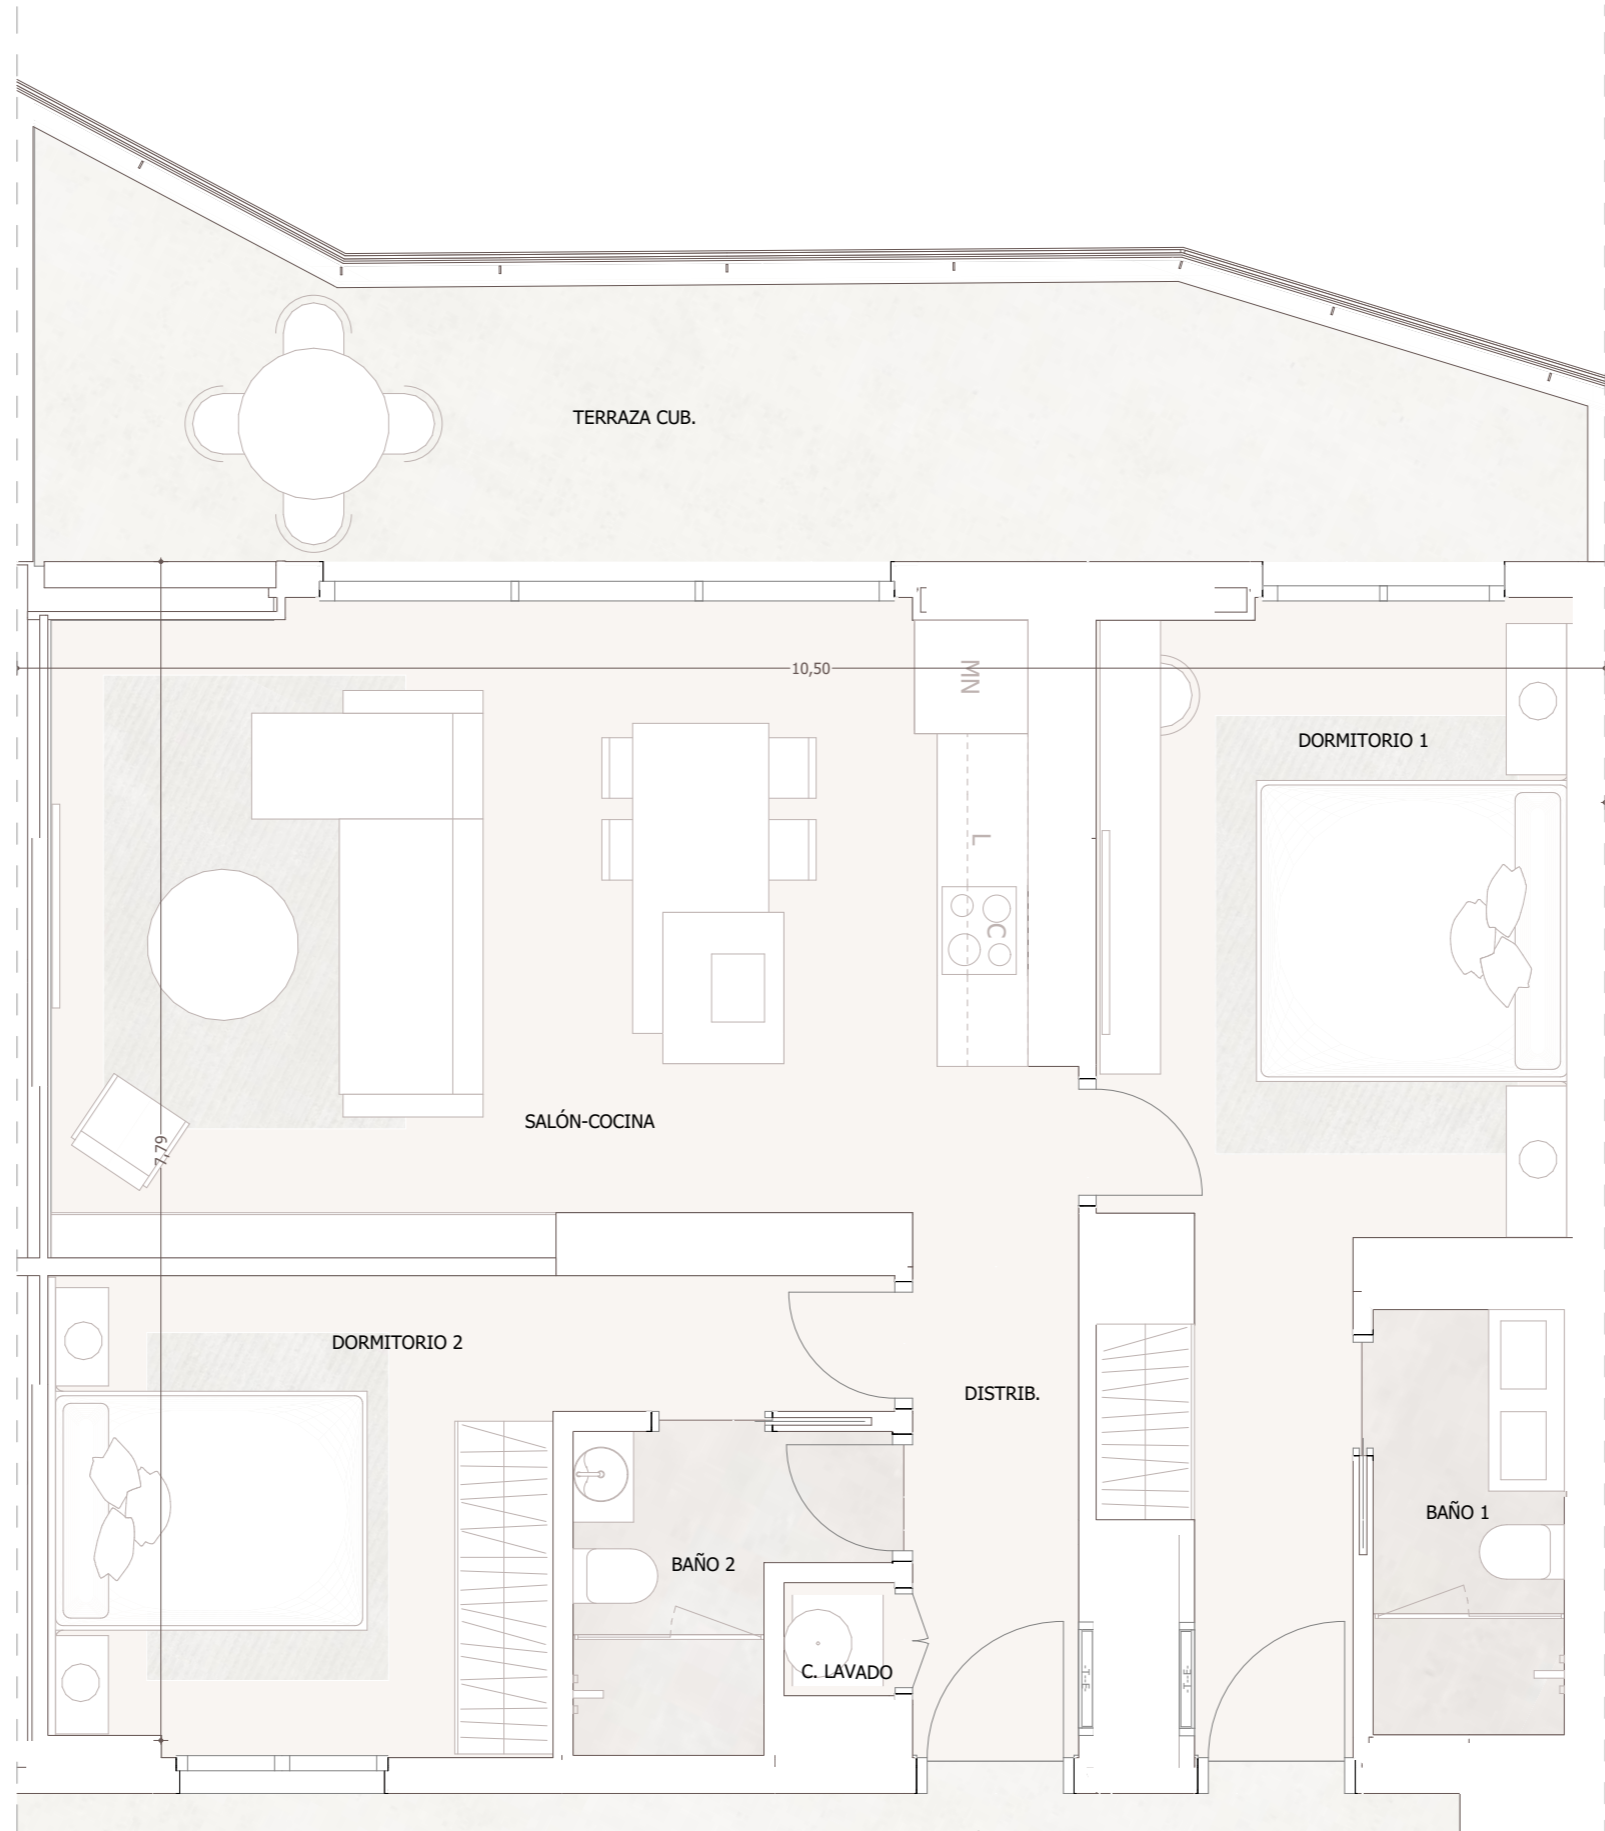 TERRAZA CUB.
10,50
MN
DORMITORIO 1
L
C
SALÓN-COCINA
7,79
DORMITORIO 2
DISTRIB.
BAÑO 1
BAÑO 2
C. LAVADO
-T-F-
-T-E-